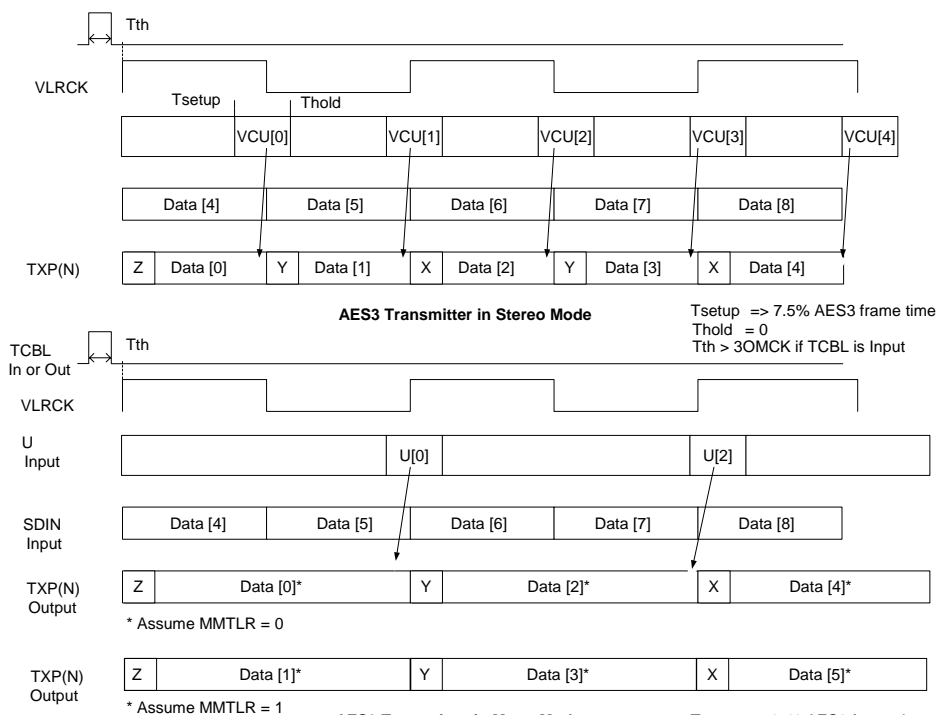 Tth
VLRCK
Tsetup Thold
VCU[0] VCU[1] VCU[2] VCU[3] VCU[4]
Data [4] Data [5] Data [6] Data [7] Data [8]
TXP(N) Z Data [0] Y Data [1] X Data [2] Y Data [3] X Data [4]
AES3 Transmitter in Stereo Mode
Tsetup => 7.5% AES3 frame time
Thold = 0
Tth > 3OMCK if TCBL is Input
TCBL
In or Out
Tth
VLRCK
U
Input
U[0] U[2]
SDIN
Input
Data [4] Data [5] Data [6] Data [7] Data [8]
TXP(N)
Output
Z Data [0]* Y Data [2]* X Data [4]*
* Assume MMTLR = 0
TXP(N)
Output
Z Data [1]* Y Data [3]* X Data [5]*
* Assume MMTLR = 1